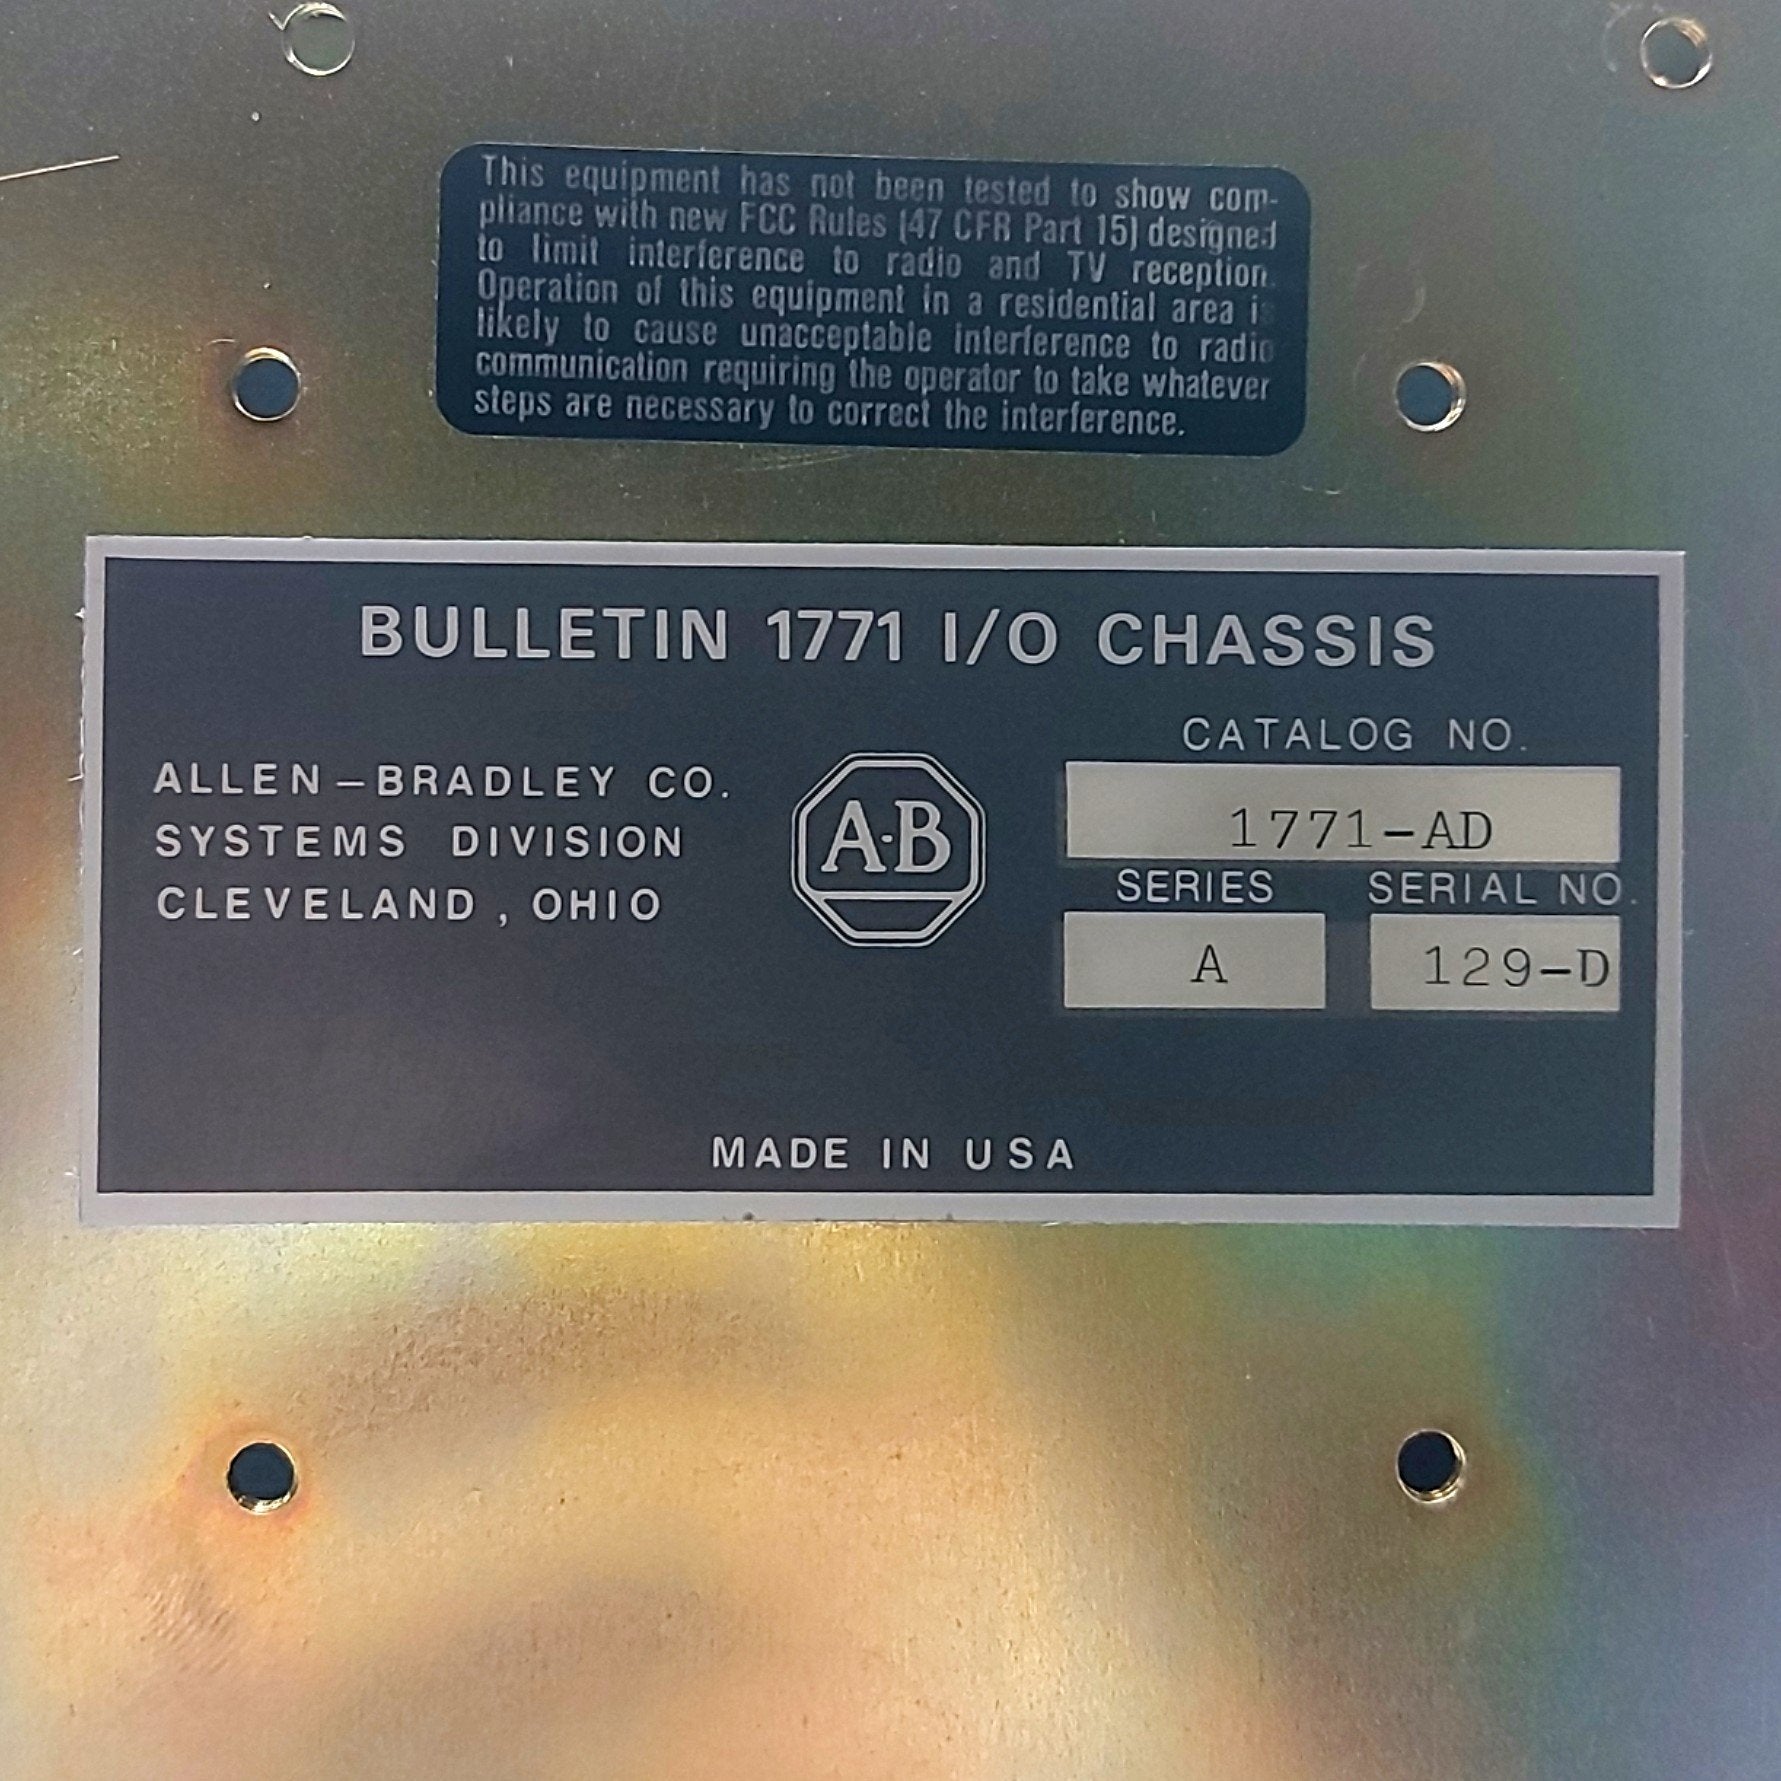 This equipment has not been tested to show com-
pliance with new FCC Rules (47 CFR Part 15) designed
to limit interference to radio and TV reception.
Operation of this equipment in a residential area is
likely to cause unacceptable interference to radio
communication requiring the operator to take whatever
steps are necessary to correct the interference.
BULLETIN 1771 I/O CHASSIS
ALLEN-BRADLEY CO.
SYSTEMS DIVISION
CLEVELAND, OHIO
A-B
CATALOG NO.
1771-AD
SERIES SERIAL NO.
A 129-D
MADE IN USA